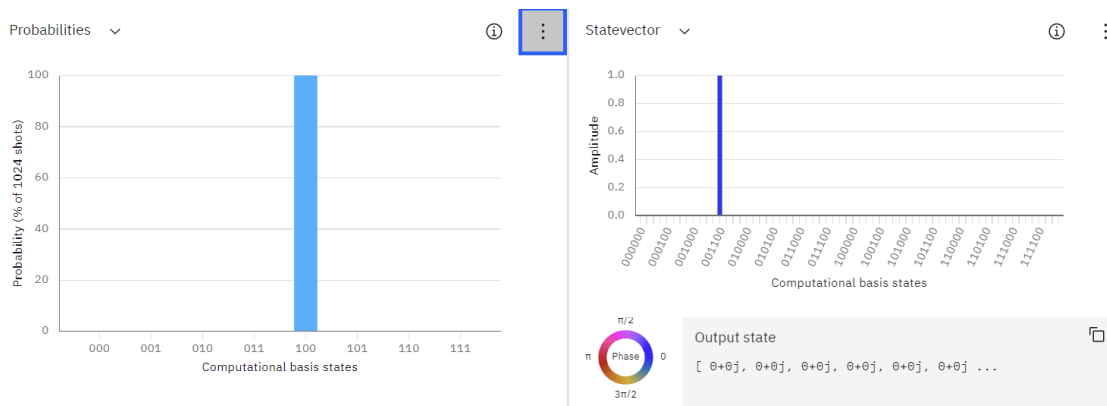 Probabilities
Probability (% of 1024 shots)
100
80
60
40
20
0
000 001 010 011 100 101 110 111
Computational basis states
Statevector
Amplitude
1.0
0.8
0.6
0.4
0.2
0.0
000000 000100 001000 001100 010000 010100 011000 011100 100000 100100 101000 101100 110000 110100 111000 111100
Computational basis states
π/2
π Phase 0
3π/2
Output state
[ 0+0j, 0+0j, 0+0j, 0+0j, 0+0j, 0+0j ...